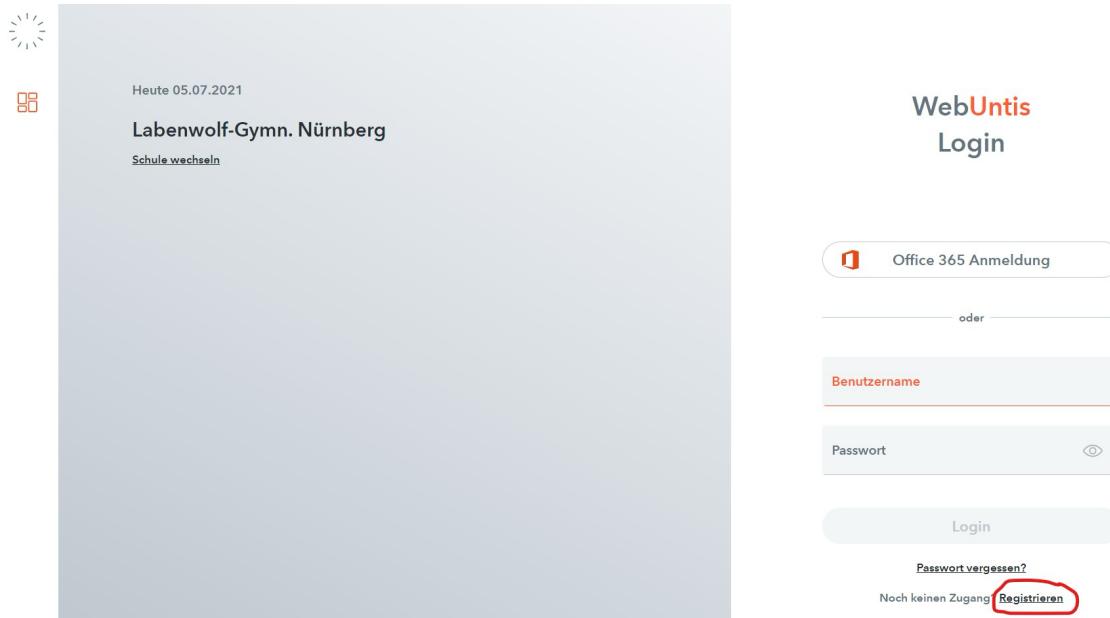 Heute 05.07.2021
Labenwolf-Gymn. Nürnberg
Schule wechseln
WebUntis
Login
Office 365 Anmeldung
oder
Benutzername
Passwort
Login
Passwort vergessen?
Noch keinen Zugang? Registrieren